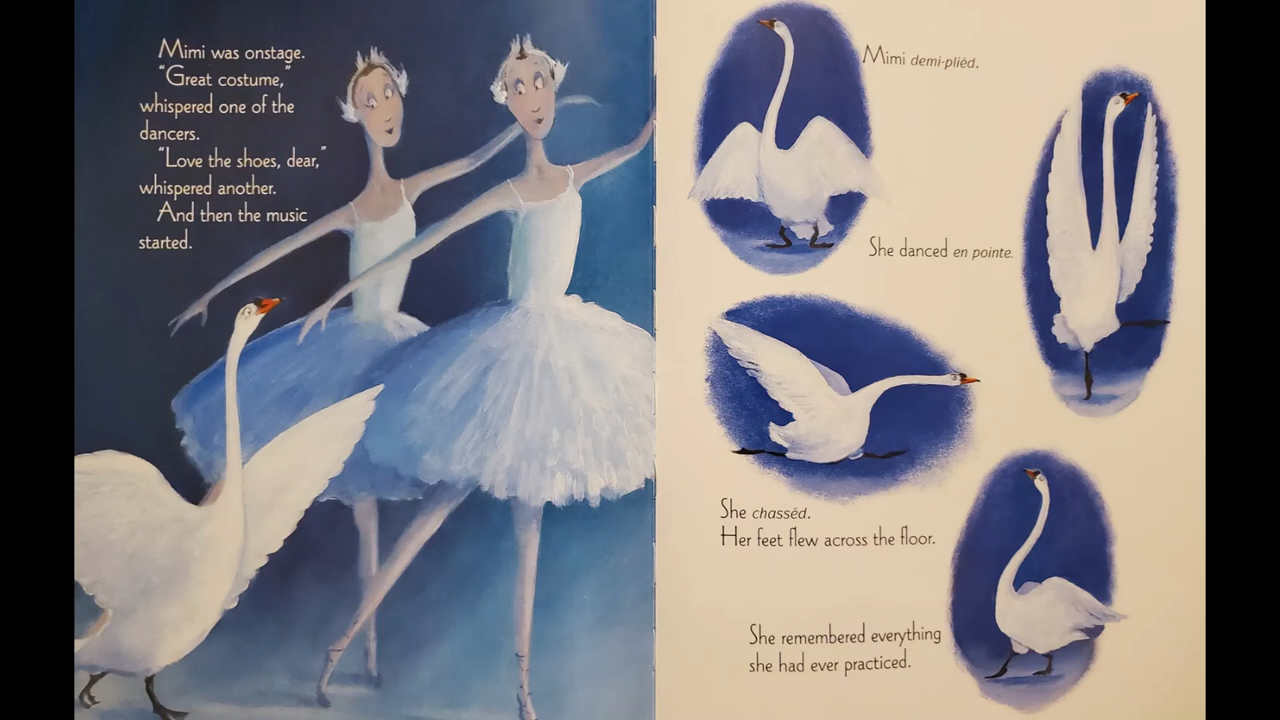 Mimi was onstage.
“Great costume,”
whispered one of the
dancers.
“Love the shoes, dear,”
whispered another.
And then the music
started.
Mimi demi-pliéd.
She danced en pointe.
She chasséd.
Her feet flew across the floor.
She remembered everything
she had ever practiced.